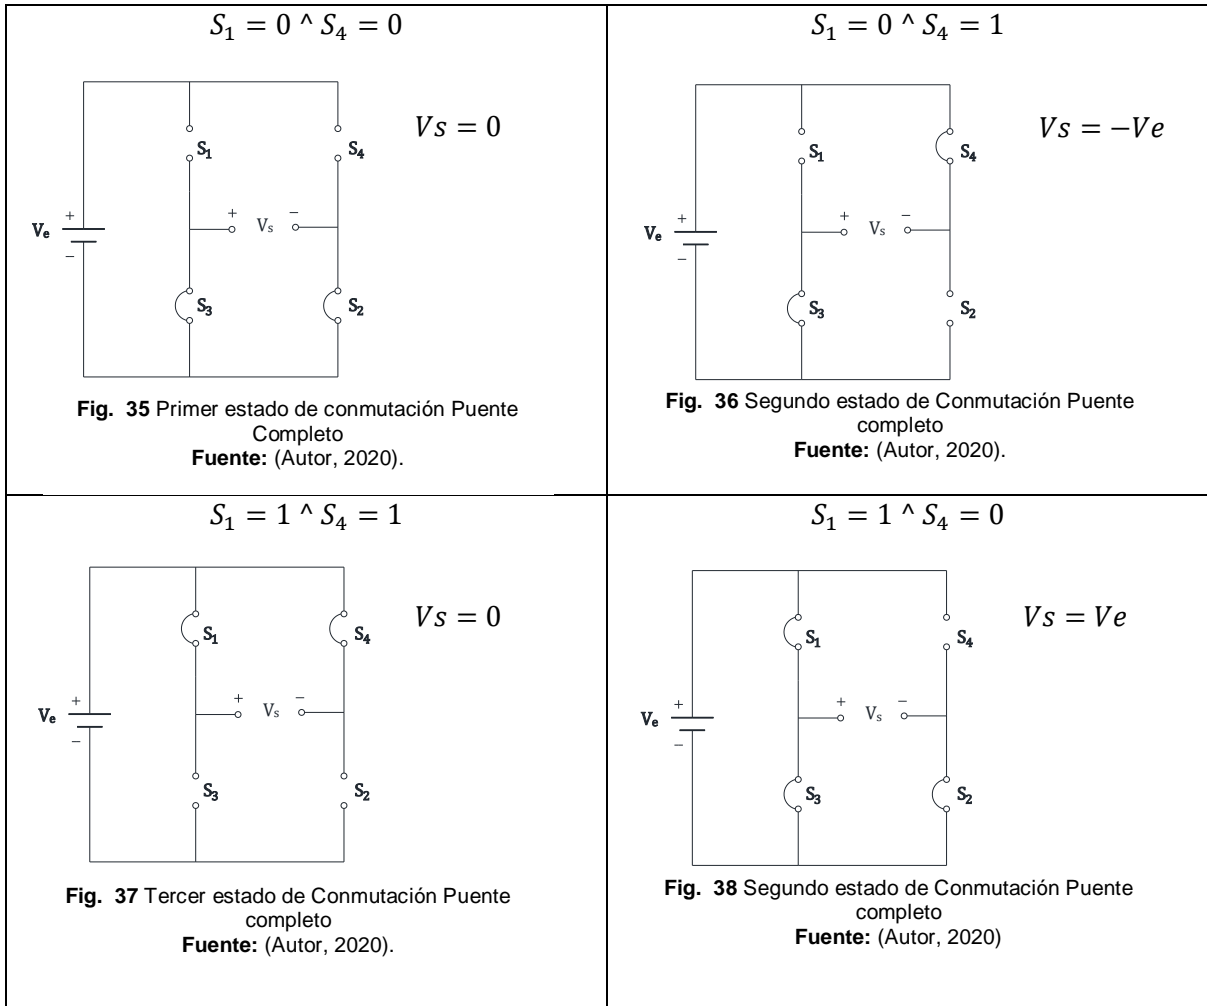 S₁ = 0 ^ S₄ = 0
Vs = 0
S₁
S₄
+
Vₑ
−
+ Vₛ −
S₃
S₂
Fig. 35 Primer estado de conmutación Puente
Completo
Fuente: (Autor, 2020).
S₁ = 0 ^ S₄ = 1
Vs = −Ve
S₁
S₄
+
Vₑ
−
+ Vₛ −
S₃
S₂
Fig. 36 Segundo estado de Conmutación Puente
completo
Fuente: (Autor, 2020).
S₁ = 1 ^ S₄ = 1
Vs = 0
S₁
S₄
+
Vₑ
−
+ Vₛ −
S₃
S₂
Fig. 37 Tercer estado de Conmutación Puente
completo
Fuente: (Autor, 2020).
S₁ = 1 ^ S₄ = 0
Vs = Ve
S₁
S₄
+
Vₑ
−
+ Vₛ −
S₃
S₂
Fig. 38 Segundo estado de Conmutación Puente
completo
Fuente: (Autor, 2020)